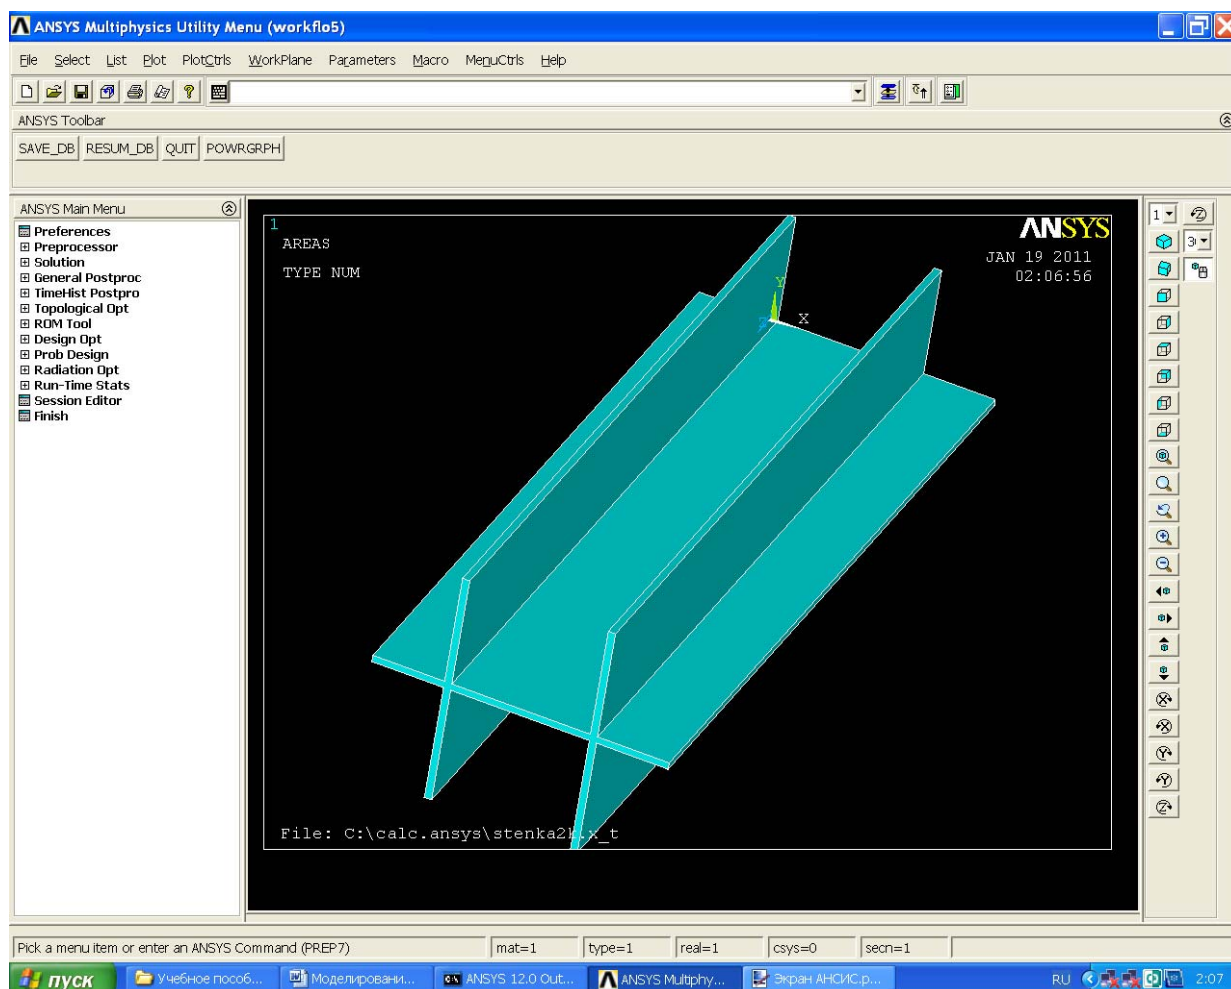 ANSYS Multiphysics Utility Menu (workflo5)
File Select List Plot PlotCtrls WorkPlane Parameters Macro MenuCtrls Help
ANSYS Toolbar
SAVE_DB RESUM_DB QUIT POWRGRPH
ANSYS Main Menu
Preferences
Preprocessor
Solution
General Postproc
TimeHist Postpro
Topological Opt
ROM Tool
Design Opt
Prob Design
Radiation Opt
Run-Time Stats
Session Editor
Finish
1
AREAS
TYPE NUM
ANSYS
JAN 19 2011
02:06:56
Y
X
Z
File: C:\calc.ansys\stenka2k.x_t
1
Pick a menu item or enter an ANSYS Command (PREP7) mat=1 type=1 real=1 csys=0 secn=1
пуск Учебное пособ... Моделировани... ANSYS 12.0 Out... ANSYS Multiphy... Экран АНСИС.p... RU 2:07